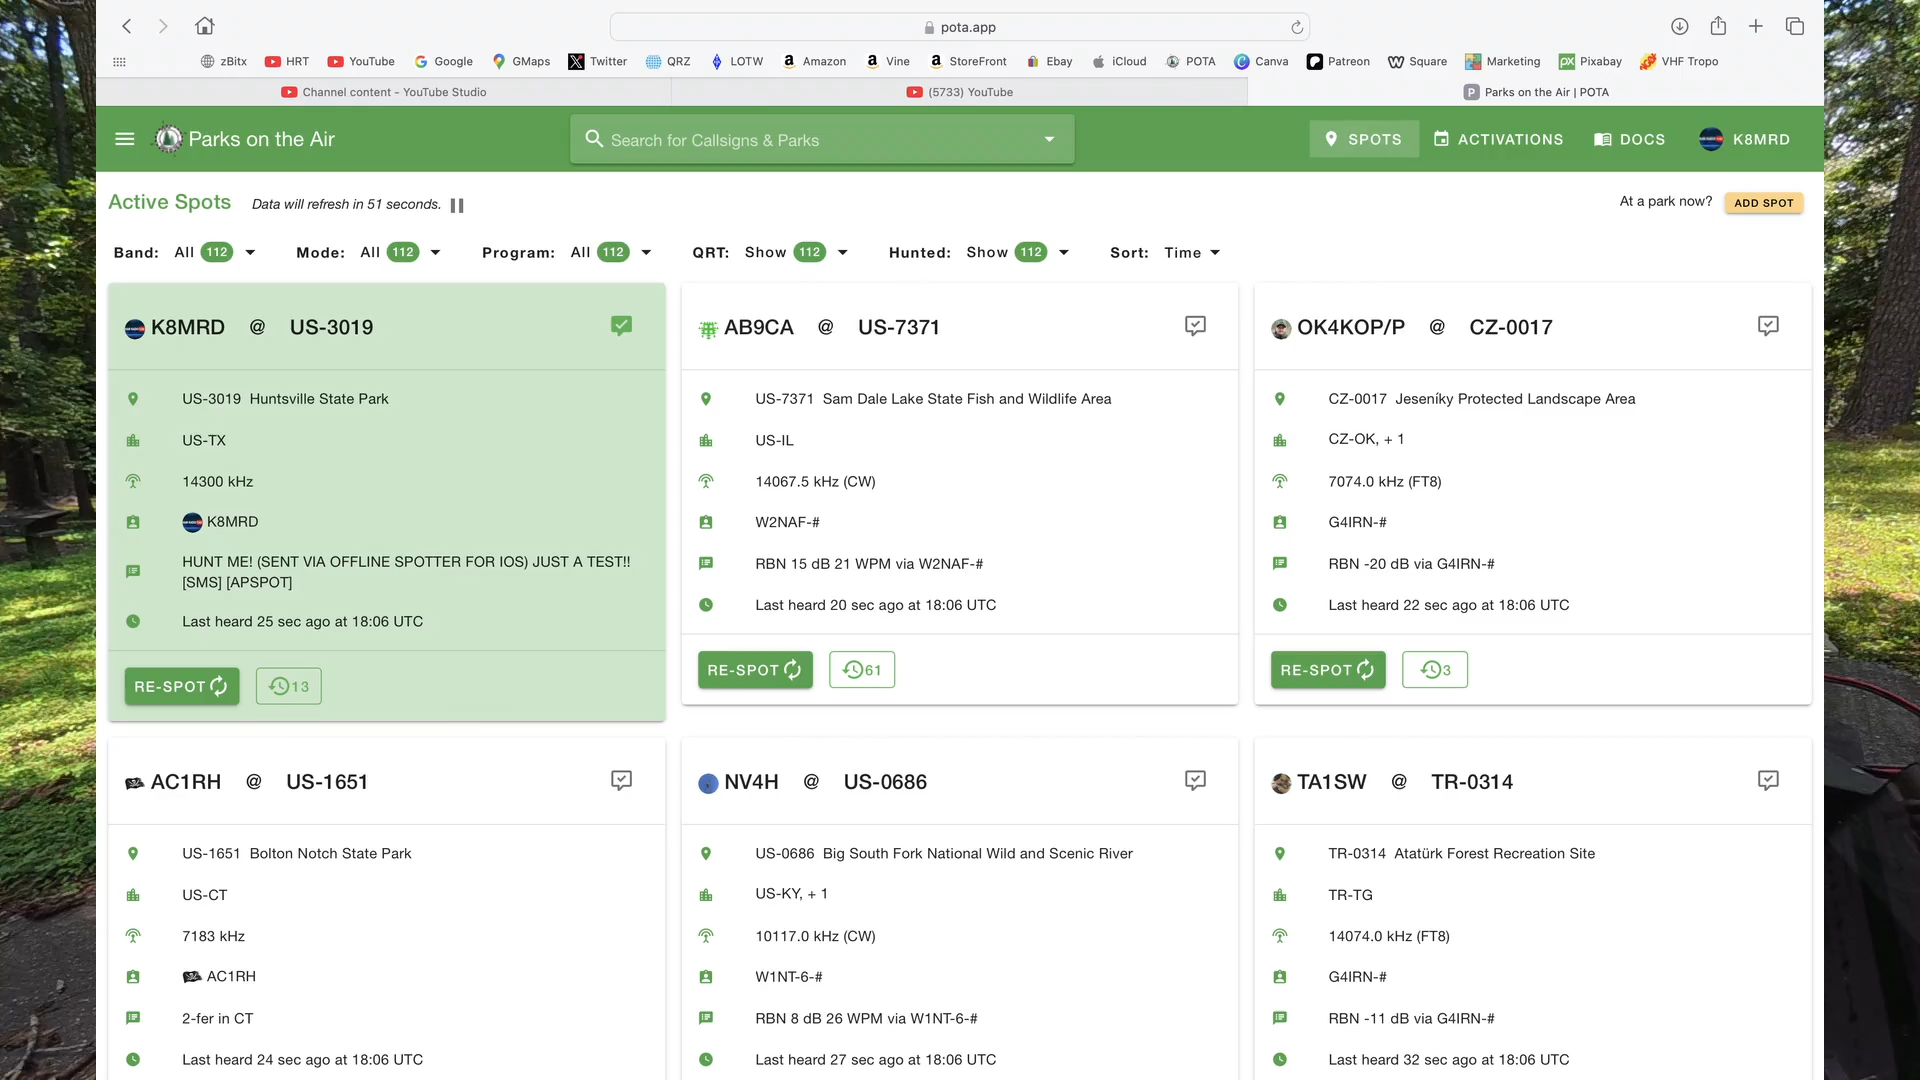 pota.app
zBitx HRT YouTube Google GMaps Twitter QRZ LOTW Amazon Vine StoreFront Ebay iCloud POTA Canva Patreon Square Marketing Pixabay VHF Tropo
Channel content - YouTube Studio (5733) YouTube Parks on the Air | POTA
Parks on the Air Search for Callsigns & Parks SPOTS ACTIVATIONS DOCS K8MRD
Active Spots Data will refresh in 51 seconds. At a park now? ADD SPOT
Band: All 112 Mode: All 112 Program: All 112 QRT: Show 112 Hunted: Show 112 Sort: Time
K8MRD @ US-3019
US-3019 Huntsville State Park
US-TX
14300 kHz
K8MRD
HUNT ME! (SENT VIA OFFLINE SPOTTER FOR IOS) JUST A TEST!!
[SMS] [APSPOT]
Last heard 25 sec ago at 18:06 UTC
RE-SPOT 13
AB9CA @ US-7371
US-7371 Sam Dale Lake State Fish and Wildlife Area
US-IL
14067.5 kHz (CW)
W2NAF-#
RBN 15 dB 21 WPM via W2NAF-#
Last heard 20 sec ago at 18:06 UTC
RE-SPOT 61
OK4KOP/P @ CZ-0017
CZ-0017 Jeseníky Protected Landscape Area
CZ-OK, + 1
7074.0 kHz (FT8)
G4IRN-#
RBN -20 dB via G4IRN-#
Last heard 22 sec ago at 18:06 UTC
RE-SPOT 3
AC1RH @ US-1651
US-1651 Bolton Notch State Park
US-CT
7183 kHz
AC1RH
2-fer in CT
Last heard 24 sec ago at 18:06 UTC
NV4H @ US-0686
US-0686 Big South Fork National Wild and Scenic River
US-KY, + 1
10117.0 kHz (CW)
W1NT-6-#
RBN 8 dB 26 WPM via W1NT-6-#
Last heard 27 sec ago at 18:06 UTC
TA1SW @ TR-0314
TR-0314 Atatürk Forest Recreation Site
TR-TG
14074.0 kHz (FT8)
G4IRN-#
RBN -11 dB via G4IRN-#
Last heard 32 sec ago at 18:06 UTC